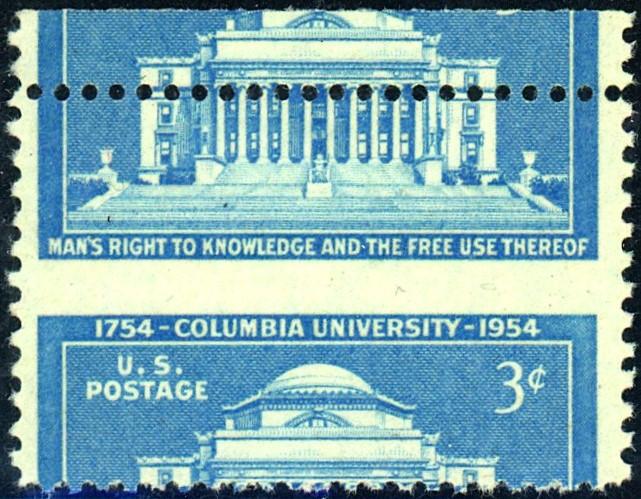 MAN'S RIGHT TO KNOWLEDGE AND·THE FREE USE THEREOF
1754-COLUMBIA UNIVERSITY-1954
U. S.
POSTAGE
3¢